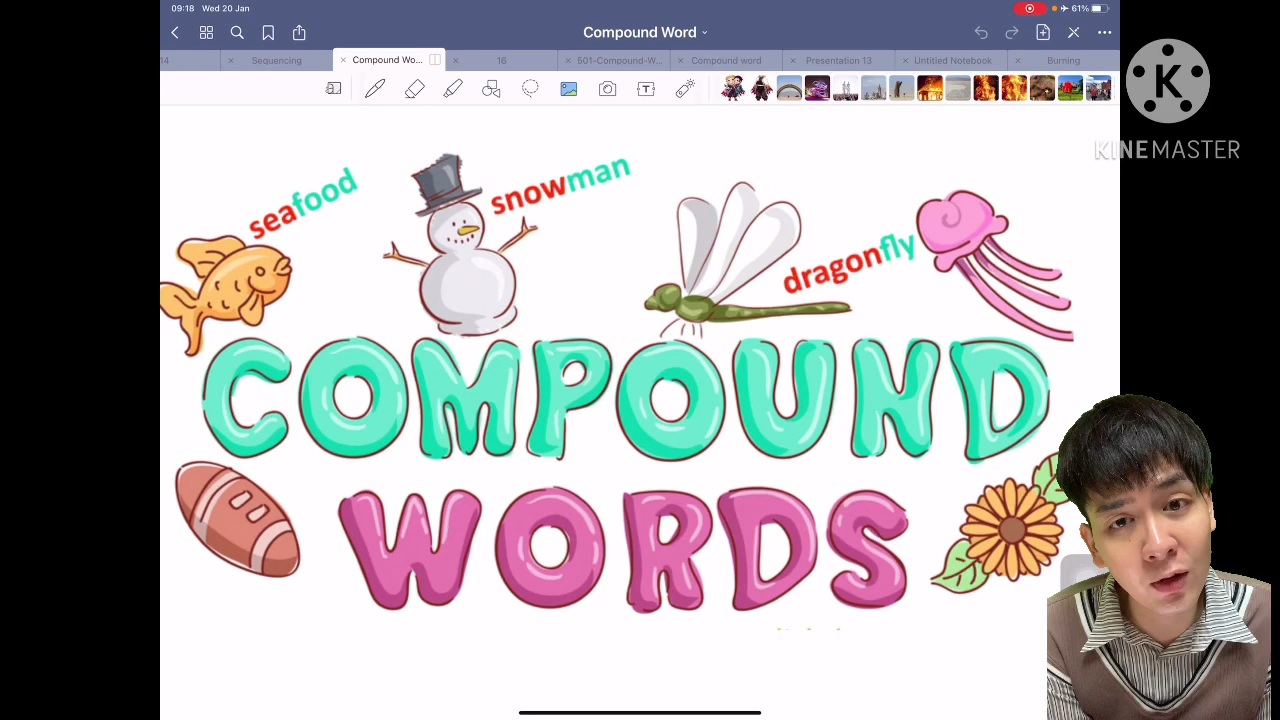 09:18 Wed 20 Jan
61%
Compound Word
14
Sequencing
Compound Wo...
16
501-Compound-W...
Compound word
Presentation 13
Untitled Notebook
Burning
K
KINEMASTER
T
seafood
snowman
dragonfly
COMPOUND
WORDS